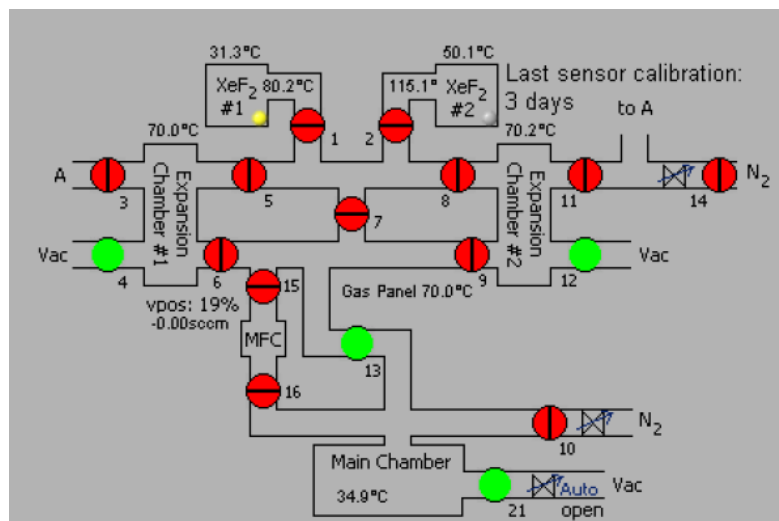 31.3°C
50.1°C
XeF2
#1
80.2°C
115.1°
XeF2
#2
Last sensor calibration:
3 days
1
2
to A
70.0°C
70.2°C
A
3
Expansion
Chamber #1
5
7
8
Expansion
Chamber #2
11
14
N2
Vac
4
6
vpos: 19%
-0.00sccm
15
Gas Panel 70.0°C
9
12
Vac
MFC
13
16
10
N2
Main Chamber
34.9°C
21
Auto
open
Vac